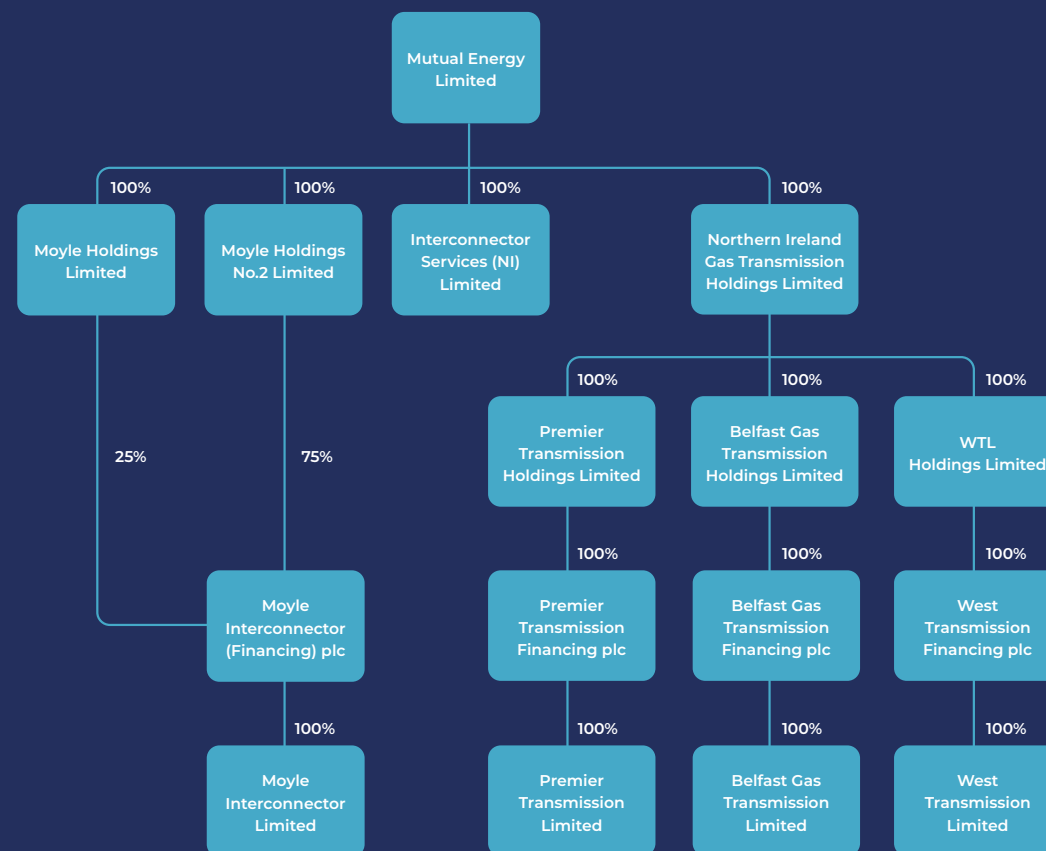 Mutual Energy
Limited
100%
100%
100%
100%
Moyle Holdings
Limited
Moyle Holdings
No.2 Limited
Interconnector
Services (NI)
Limited
Northern Ireland
Gas Transmission
Holdings Limited
100%
100%
100%
25%
75%
Premier
Transmission
Holdings Limited
Belfast Gas
Transmission
Holdings Limited
WTL
Holdings Limited
100%
100%
100%
Moyle
Interconnector
(Financing) plc
Premier
Transmission
Financing plc
Belfast Gas
Transmission
Financing plc
West
Transmission
Financing plc
100%
100%
100%
100%
Moyle
Interconnector
Limited
Premier
Transmission
Limited
Belfast Gas
Transmission
Limited
West
Transmission
Limited